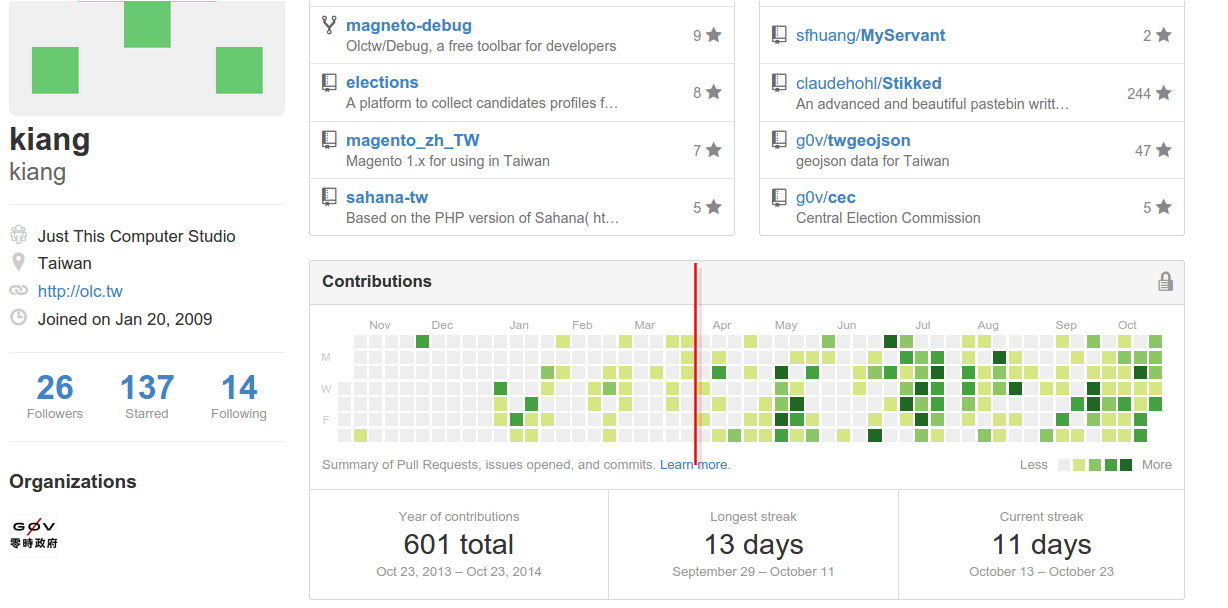 kiang
kiang
Just This Computer Studio
Taiwan
http://olc.tw
Joined on Jan 20, 2009
26 137 14
Followers Starred Following
Organizations
G0V
零時政府
magneto-debug
9
Olctw/Debug, a free toolbar for developers
elections
8
A platform to collect candidates profiles f…
magento_zh_TW
7
Magento 1.x for using in Taiwan
sahana-tw
5
Based on the PHP version of Sahana( ht…
sfhuang/MyServant
2
claudehohl/Stikked
244
An advanced and beautiful pastebin writt…
g0v/twgeojson
47
geojson data for Taiwan
g0v/cec
5
Central Election Commission
Contributions
Nov Dec Jan Feb Mar Apr May Jun Jul Aug Sep Oct
M
W
F
Summary of Pull Requests, issues opened, and commits. Learn more.
Less More
Year of contributions
601 total
Oct 23, 2013 – Oct 23, 2014
Longest streak
13 days
September 29 – October 11
Current streak
11 days
October 13 – October 23